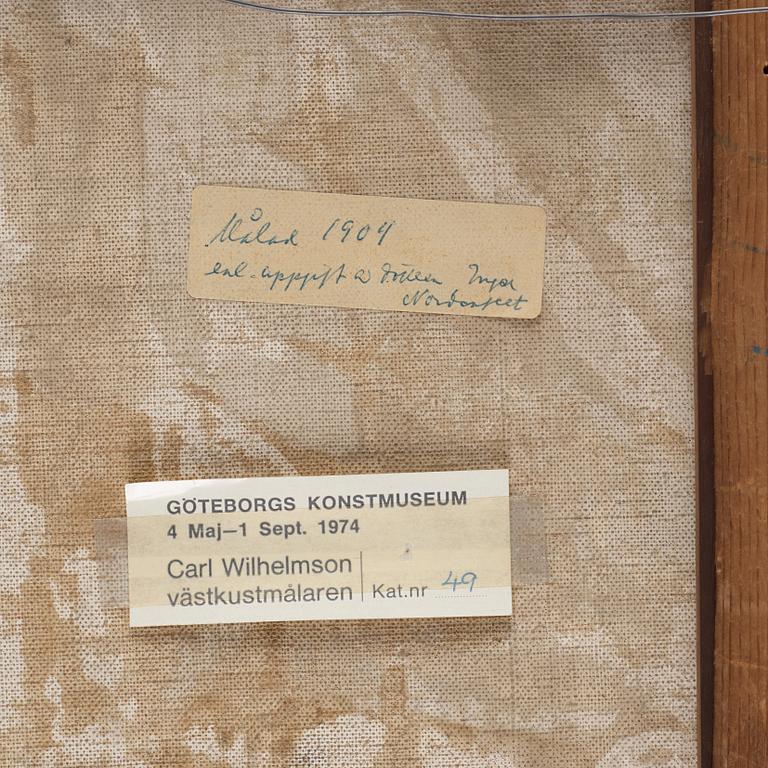 Målad 1909
enl. uppgift av dottern Inga
Nordenfeet
GÖTEBORGS KONSTMUSEUM
4 Maj–1 Sept. 1974
Carl Wilhelmson
västkustmålaren
Kat.nr 49